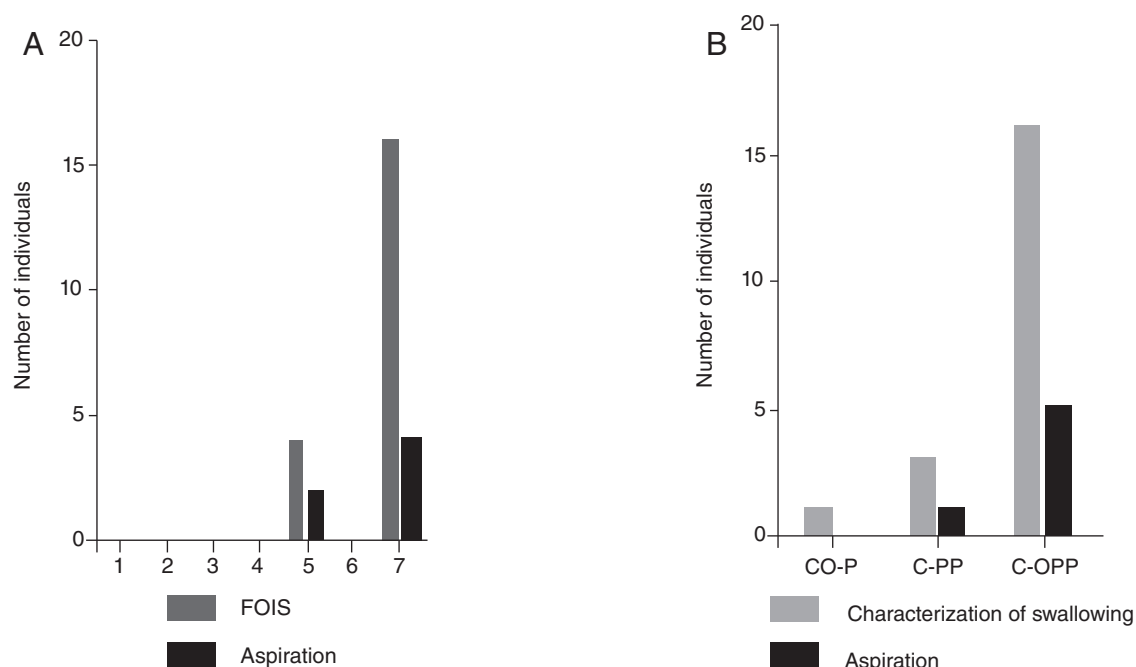 A
20
15
10
5
0
Number of individuals
1 2 3 4 5 6 7
FOIS
Aspiration
B
20
15
10
5
0
Number of individuals
CO-P C-PP C-OPP
Characterization of swallowing
Aspiration